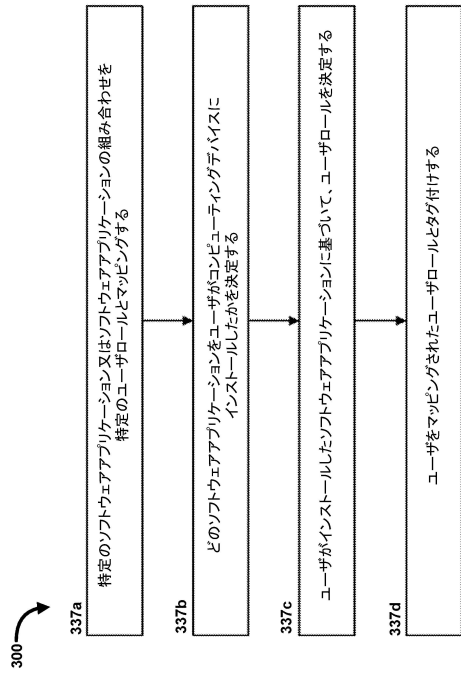 300
337a
特定のソフトウェアアプリケーション又はソフトウェアアプリケーションの組み合わせを
特定のユーザロールとマッピングする
337b
どのソフトウェアアプリケーションをユーザがコンピューティングデバイスに
インストールしたかを決定する
337c
ユーザがインストールしたソフトウェアアプリケーションに基づいて、ユーザロールを決定する
337d
ユーザをマッピングされたユーザロールとタグ付けする